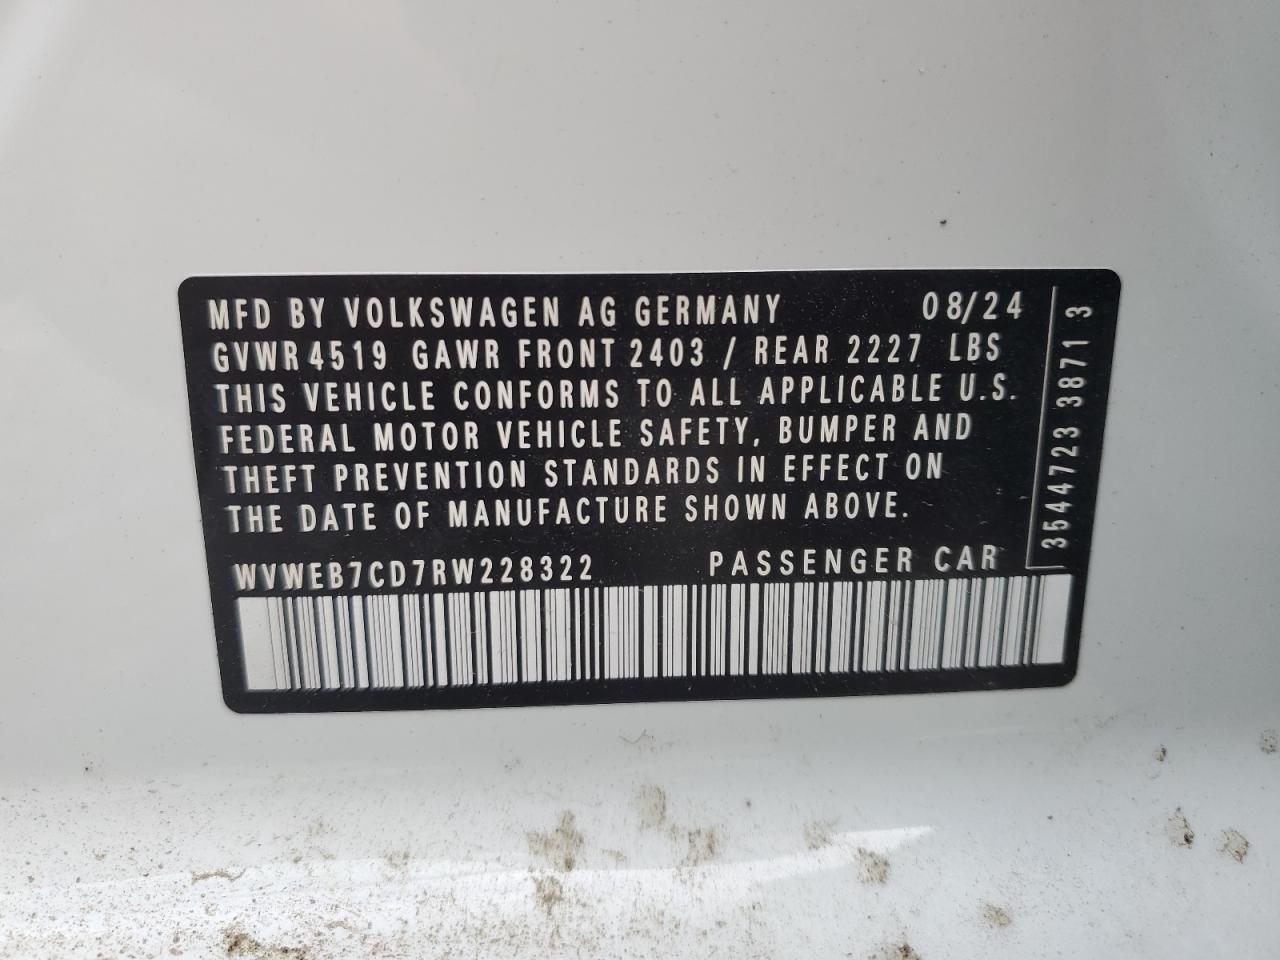 MFD BY VOLKSWAGEN AG GERMANY 08/24
GVWR 4519 GAWR FRONT 2403 / REAR 2227 LBS
THIS VEHICLE CONFORMS TO ALL APPLICABLE U.S.
FEDERAL MOTOR VEHICLE SAFETY, BUMPER AND
THEFT PREVENTION STANDARDS IN EFFECT ON
THE DATE OF MANUFACTURE SHOWN ABOVE.
WVWEB7CD7RW228322 PASSENGER CAR
3544723 3871 3